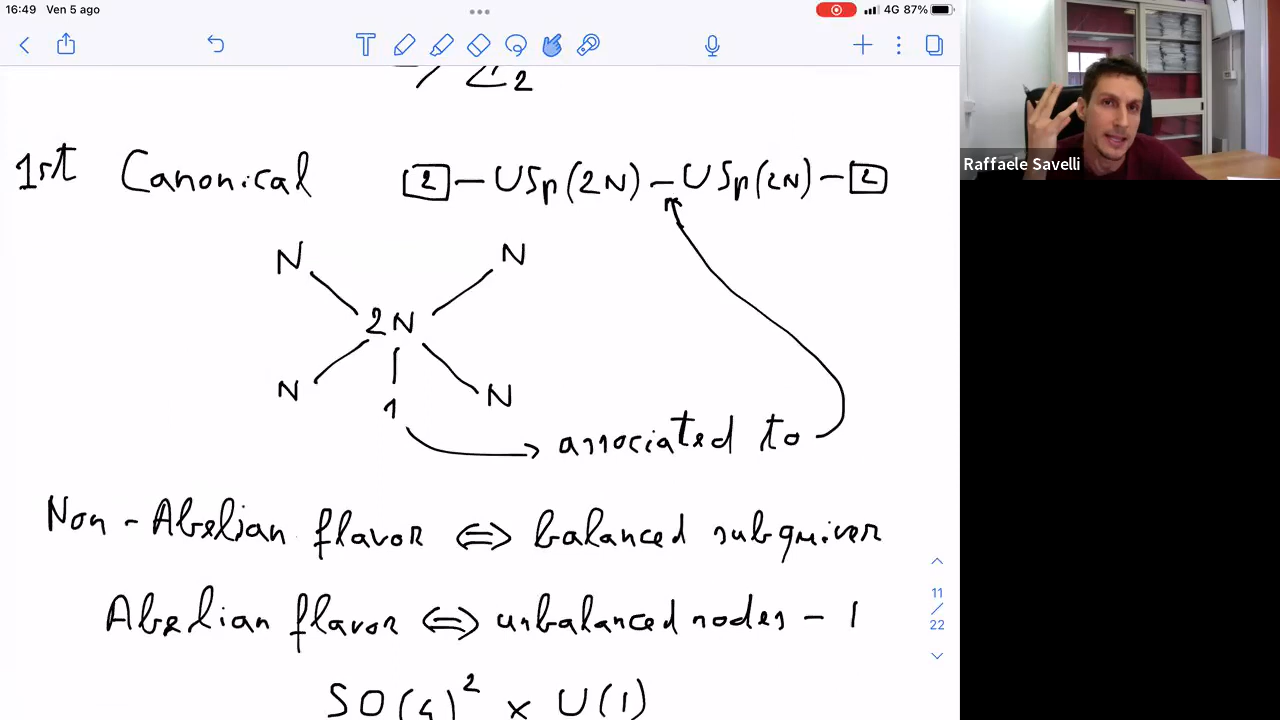 16:49 Ven 5 ago
4G 87%
Raffaele Savelli
/ ℤ₂
1st Canonical [2] — USp(2N) — USp(2N) — [2]
N N
2N
N 1 N
associated to
Non-Abelian flavor ⇔ balanced subquiver
Abelian flavor ⇔ unbalanced nodes - 1
SO(4)² × U(1)
11
/
22